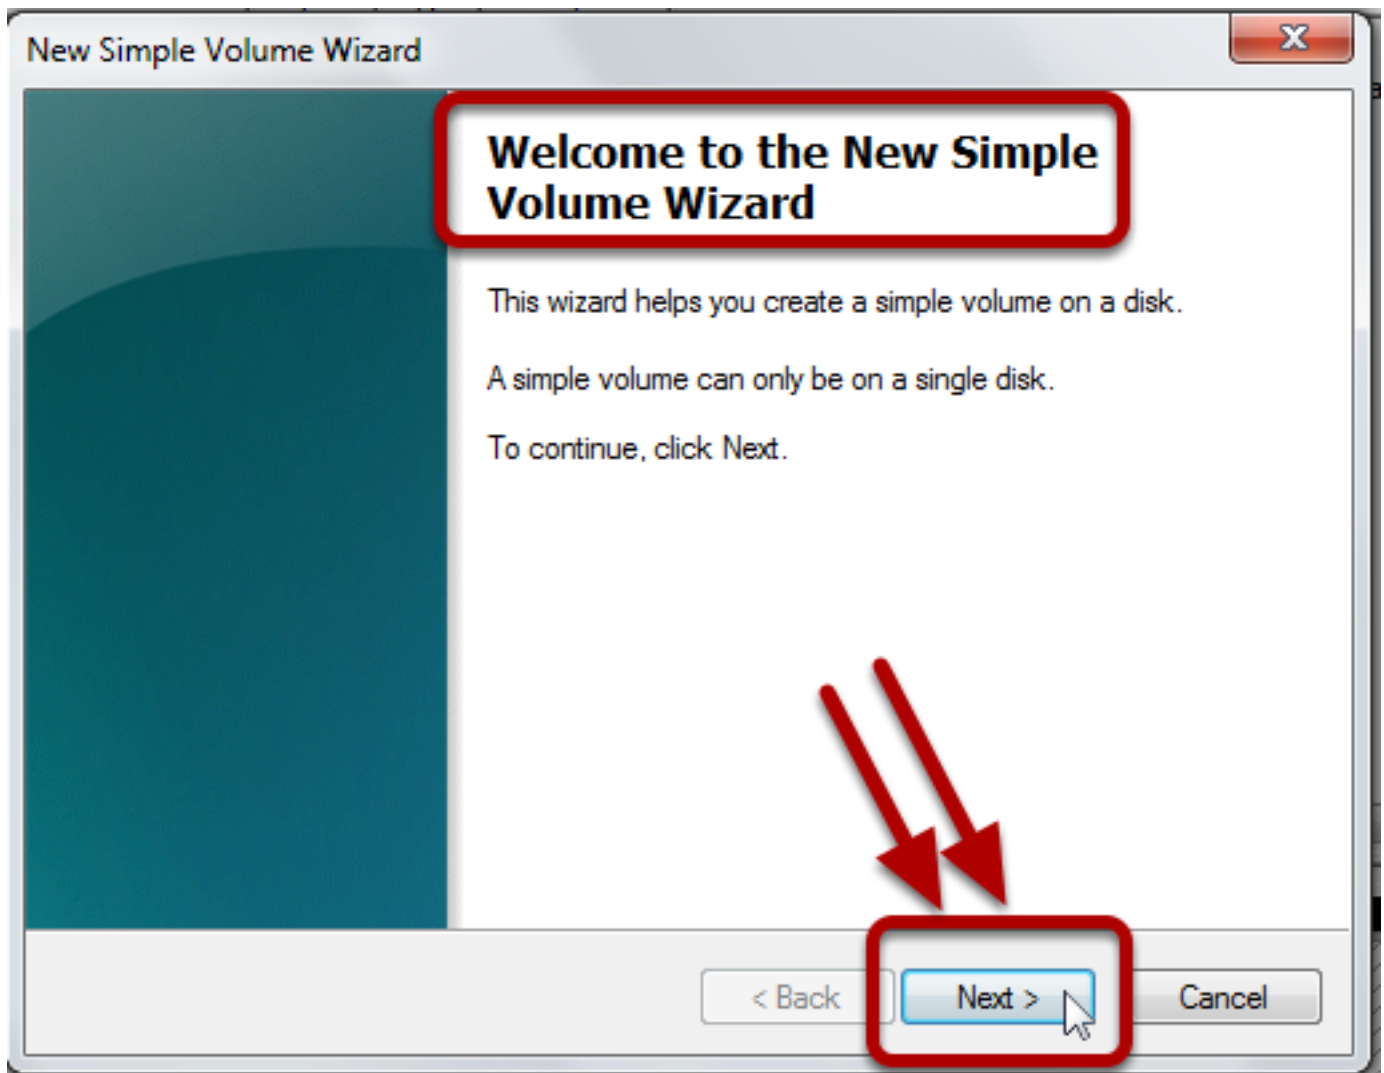 New Simple Volume Wizard
Welcome to the New Simple
Volume Wizard
This wizard helps you create a simple volume on a disk.
A simple volume can only be on a single disk.
To continue, click Next.
< Back
Next >
Cancel